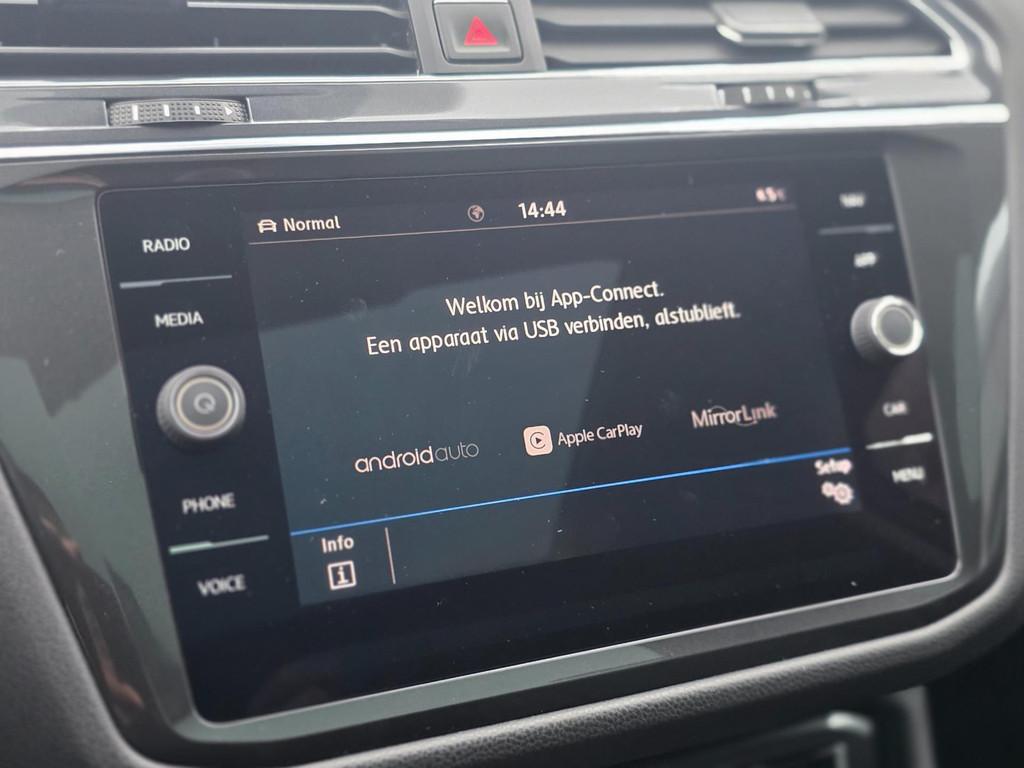 Normal
14:44
RADIO
MEDIA
PHONE
VOICE
Welkom bij App-Connect.
Een apparaat via USB verbinden, alstublieft.
androidauto
Apple CarPlay
MirrorLink
Info
Setup
NAV
APP
CAR
MENU